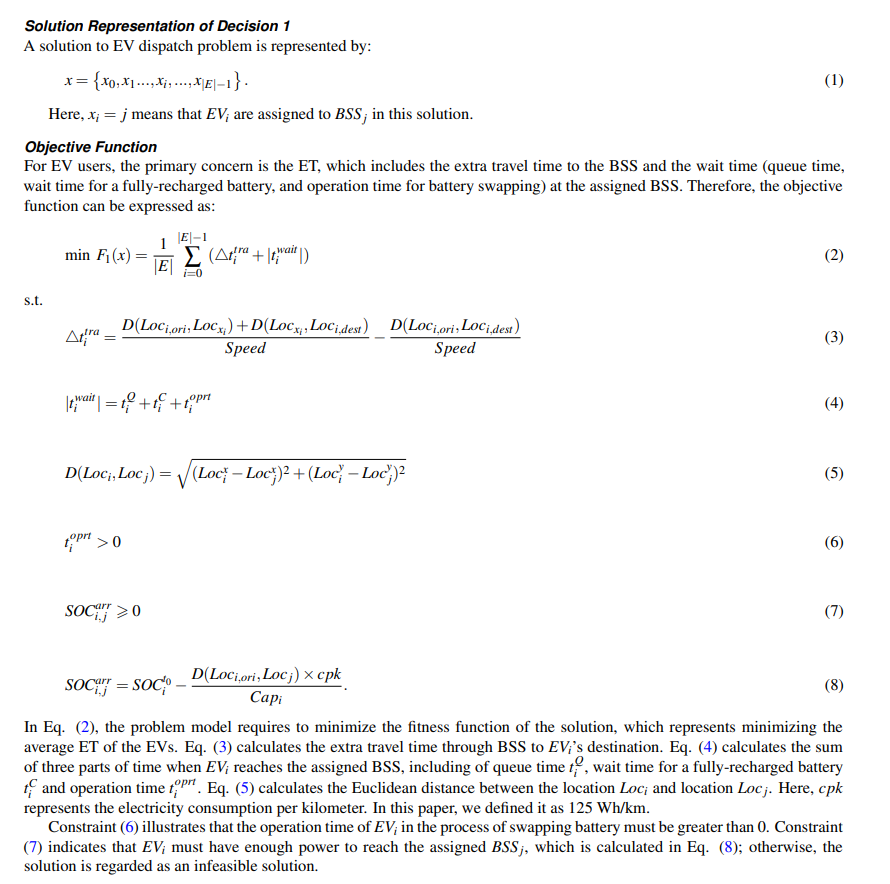 Solution Representation of Decision 1
A solution to EV dispatch problem is represented by:
x = {x_0, x_1 ..., x_i, ..., x_{|E|−1}}. (1)
Here, x_i = j means that EV_i are assigned to BSS_j in this solution.
Objective Function
For EV users, the primary concern is the ET, which includes the extra travel time to the BSS and the wait time (queue time,
wait time for a fully-recharged battery, and operation time for battery swapping) at the assigned BSS. Therefore, the objective
function can be expressed as:
min F_1(x) = \frac{1}{|E|} \sum_{i=0}^{|E|−1} (△t_i^{tra} + |t_i^{wait}|) (2)
s.t.
△t_i^{tra} = \frac{D(Loc_{i,ori}, Loc_{x_i}) + D(Loc_{x_i}, Loc_{i,dest})}{Speed} − \frac{D(Loc_{i,ori}, Loc_{i,dest})}{Speed} (3)
|t_i^{wait}| = t_i^Q + t_i^C + t_i^{oprt} (4)
D(Loc_i, Loc_j) = \sqrt{(Loc_i^x − Loc_j^x)^2 + (Loc_i^y − Loc_j^y)^2} (5)
t_i^{oprt} > 0 (6)
SOC_{i,j}^{arr} ⩾ 0 (7)
SOC_{i,j}^{arr} = SOC_i^{t_0} − \frac{D(Loc_{i,ori}, Loc_j) × cpk}{Cap_i}. (8)
In Eq. (2), the problem model requires to minimize the fitness function of the solution, which represents minimizing the
average ET of the EVs. Eq. (3) calculates the extra travel time through BSS to EV_i's destination. Eq. (4) calculates the sum
of three parts of time when EV_i reaches the assigned BSS, including of queue time t_i^Q, wait time for a fully-recharged battery
t_i^C and operation time t_i^{oprt}. Eq. (5) calculates the Euclidean distance between the location Loc_i and location Loc_j. Here, cpk
represents the electricity consumption per kilometer. In this paper, we defined it as 125 Wh/km.
Constraint (6) illustrates that the operation time of EV_i in the process of swapping battery must be greater than 0. Constraint
(7) indicates that EV_i must have enough power to reach the assigned BSS_j, which is calculated in Eq. (8); otherwise, the
solution is regarded as an infeasible solution.